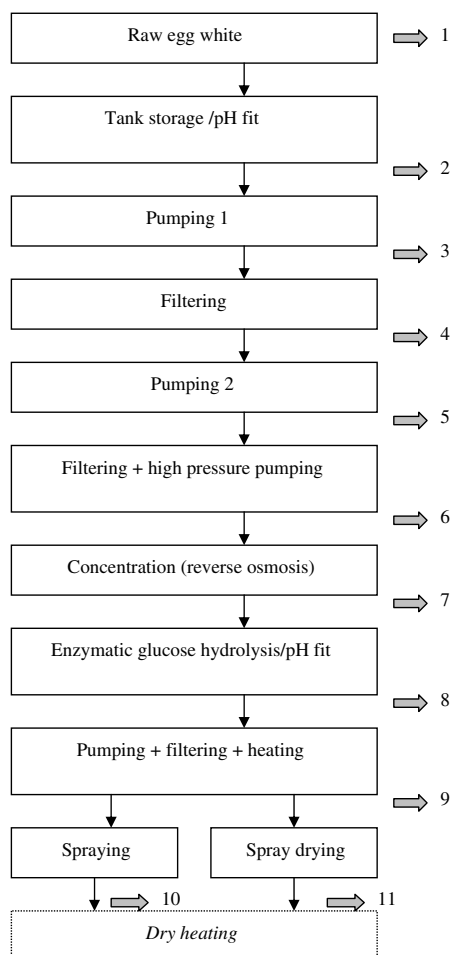 Raw egg white
1
Tank storage /pH fit
2
Pumping 1
3
Filtering
4
Pumping 2
5
Filtering + high pressure pumping
6
Concentration (reverse osmosis)
7
Enzymatic glucose hydrolysis/pH fit
8
Pumping + filtering + heating
9
Spraying
Spray drying
10
11
Dry heating